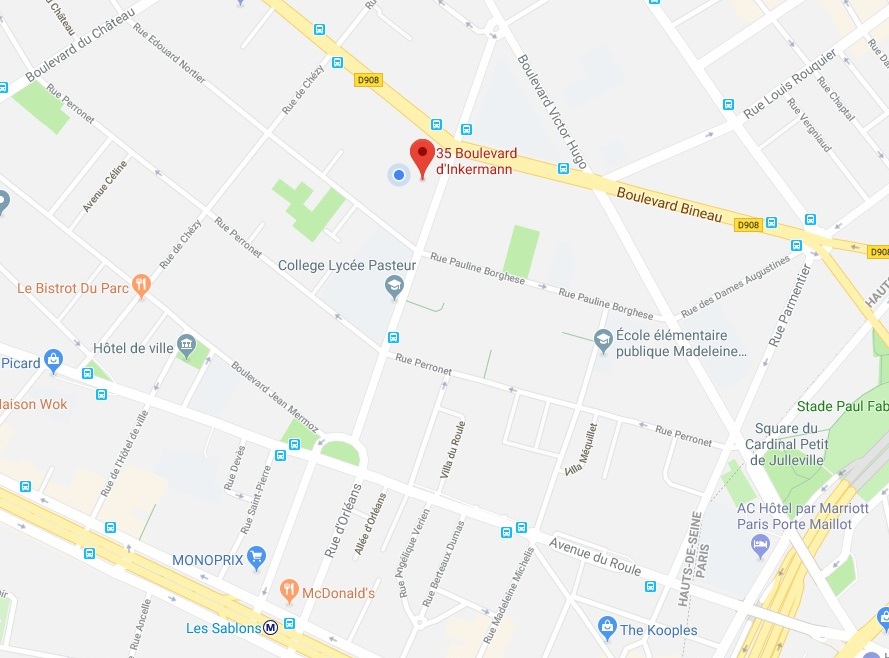 du Château
Boulevard du Château
Rue Edouard Nortier
Rue de Chézy
D908
Boulevard Victor Hugo
Rue Louis Rouquier
Rue Chaptal
Rue Vergniaud
Rue Perronet
Avenue Céline
35 Boulevard
d'Inkermann
Boulevard Bineau
D908
D908
Rue de Chézy
Rue Perronet
College Lycée Pasteur
Rue Pauline Borghese
Rue Pauline Borghese
Rue des Dames Augustines
Rue Parmentier
HAUTS-
Le Bistrot Du Parc
Hôtel de ville
Picard
aison Wok
Boulevard Jean Mermoz
Rue Perronet
École élémentaire
publique Madeleine...
Stade Paul Fab
Rue Perronet
Square du
Cardinal Petit
de Julleville
Villa du Roule
Villa Méquillet
Rue de l'Hôtel de ville
Rue Devès
Rue Saint-Pierre
Rue d'Orléans
Allée d'Orléans
Rue Angélique Verien
Rue Berteaux Dumas
Rue Madeleine Michelis
Avenue du Roule
HAUTS-DE-SEINE
PARIS
AC Hôtel par Marriott
Paris Porte Maillot
MONOPRIX
McDonald's
Les Sablons
M
Rue Ancelle
The Kooples